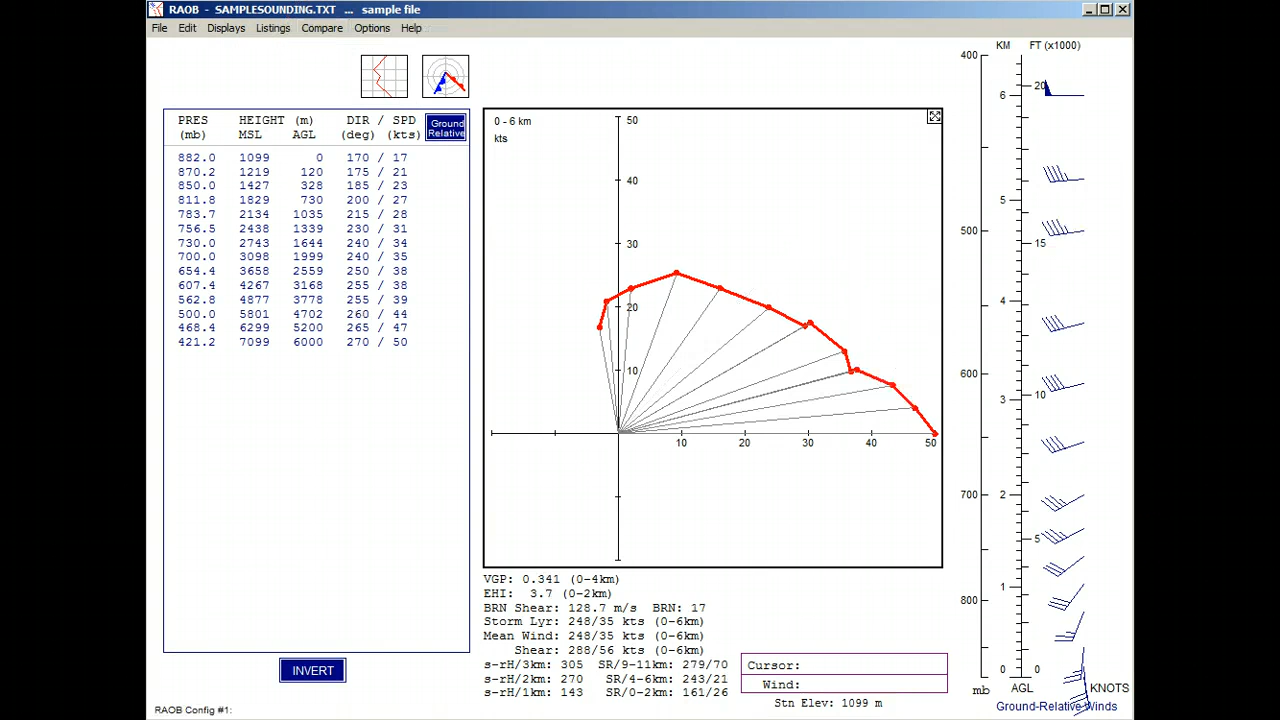 RAOB - SAMPLESOUNDING.TXT ... sample file
File Edit Displays Listings Compare Options Help
PRES HEIGHT (m) DIR / SPD
(mb) MSL AGL (deg) (kts)
Ground
Relative
882.0 1099 0 170 / 17
870.2 1219 120 175 / 21
850.0 1427 328 185 / 23
811.8 1829 730 200 / 27
783.7 2134 1035 215 / 28
756.5 2438 1339 230 / 31
730.0 2743 1644 240 / 34
700.0 3098 1999 240 / 35
654.4 3658 2559 250 / 38
607.4 4267 3168 255 / 38
562.8 4877 3778 255 / 39
500.0 5801 4702 260 / 44
468.4 6299 5200 265 / 47
421.2 7099 6000 270 / 50
INVERT
RAOB Config #1:
0 - 6 km
kts
50
40
30
20
10
10 20 30 40 50
VGP: 0.341 (0-4km)
EHI: 3.7 (0-2km)
BRN Shear: 128.7 m/s BRN: 17
Storm Lyr: 248/35 kts (0-6km)
Mean Wind: 248/35 kts (0-6km)
Shear: 288/56 kts (0-6km)
s-rH/3km: 305 SR/9-11km: 279/70
s-rH/2km: 270 SR/4-6km: 243/21
s-rH/1km: 143 SR/0-2km: 161/26
Cursor:
Wind:
Stn Elev: 1099 m
KM FT (x1000)
400
6 20
5
500 15
4
600 10
3
700 2
5
800 1
0 0
mb AGL KNOTS
Ground-Relative Winds